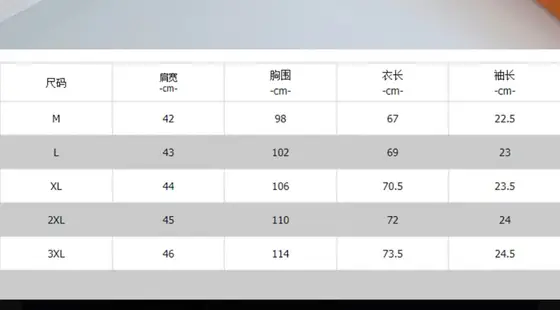 尺码 肩宽 胸围 衣长 袖长
-cm- -cm- -cm- -cm-
M 42 98 67 22.5
L 43 102 69 23
XL 44 106 70.5 23.5
2XL 45 110 72 24
3XL 46 114 73.5 24.5